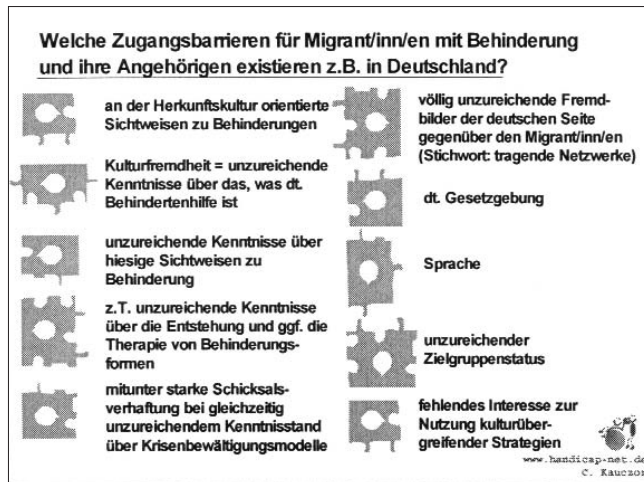 Welche Zugangsbarrieren für Migrant/inn/en mit Behinderung
und ihre Angehörigen existieren z.B. in Deutschland?
an der Herkunftskultur orientierte
Sichtweisen zu Behinderungen
Kulturfremdheit = unzureichende
Kenntnisse über das, was dt.
Behindertenhilfe ist
unzureichende Kenntnisse über
hiesige Sichtweisen zu
Behinderung
z.T. unzureichende Kenntnisse
über die Entstehung und ggf. die
Therapie von Behinderungs-
formen
mitunter starke Schicksals-
verhaftung bei gleichzeitig
unzureichendem Kenntnisstand
über Krisenbewältigungsmodelle
völlig unzureichende Fremd-
bilder der deutschen Seite
gegenüber den Migrant/inn/en
(Stichwort: tragende Netzwerke)
dt. Gesetzgebung
Sprache
unzureichender
Zielgruppenstatus
fehlendes Interesse zur
Nutzung kulturüber-
greifender Strategien
www.handicap-net.de
C. Kauczor